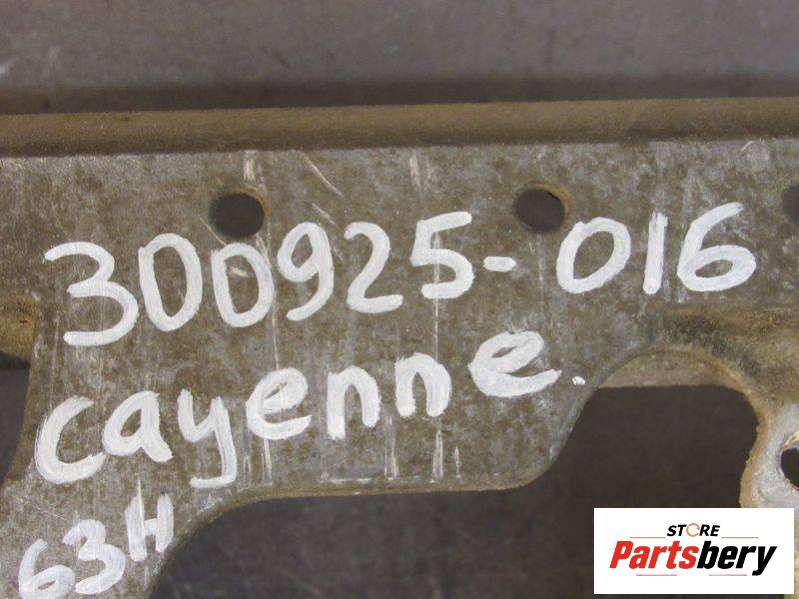 300925-016
Cayenne.
63H
STORE
Partsbery